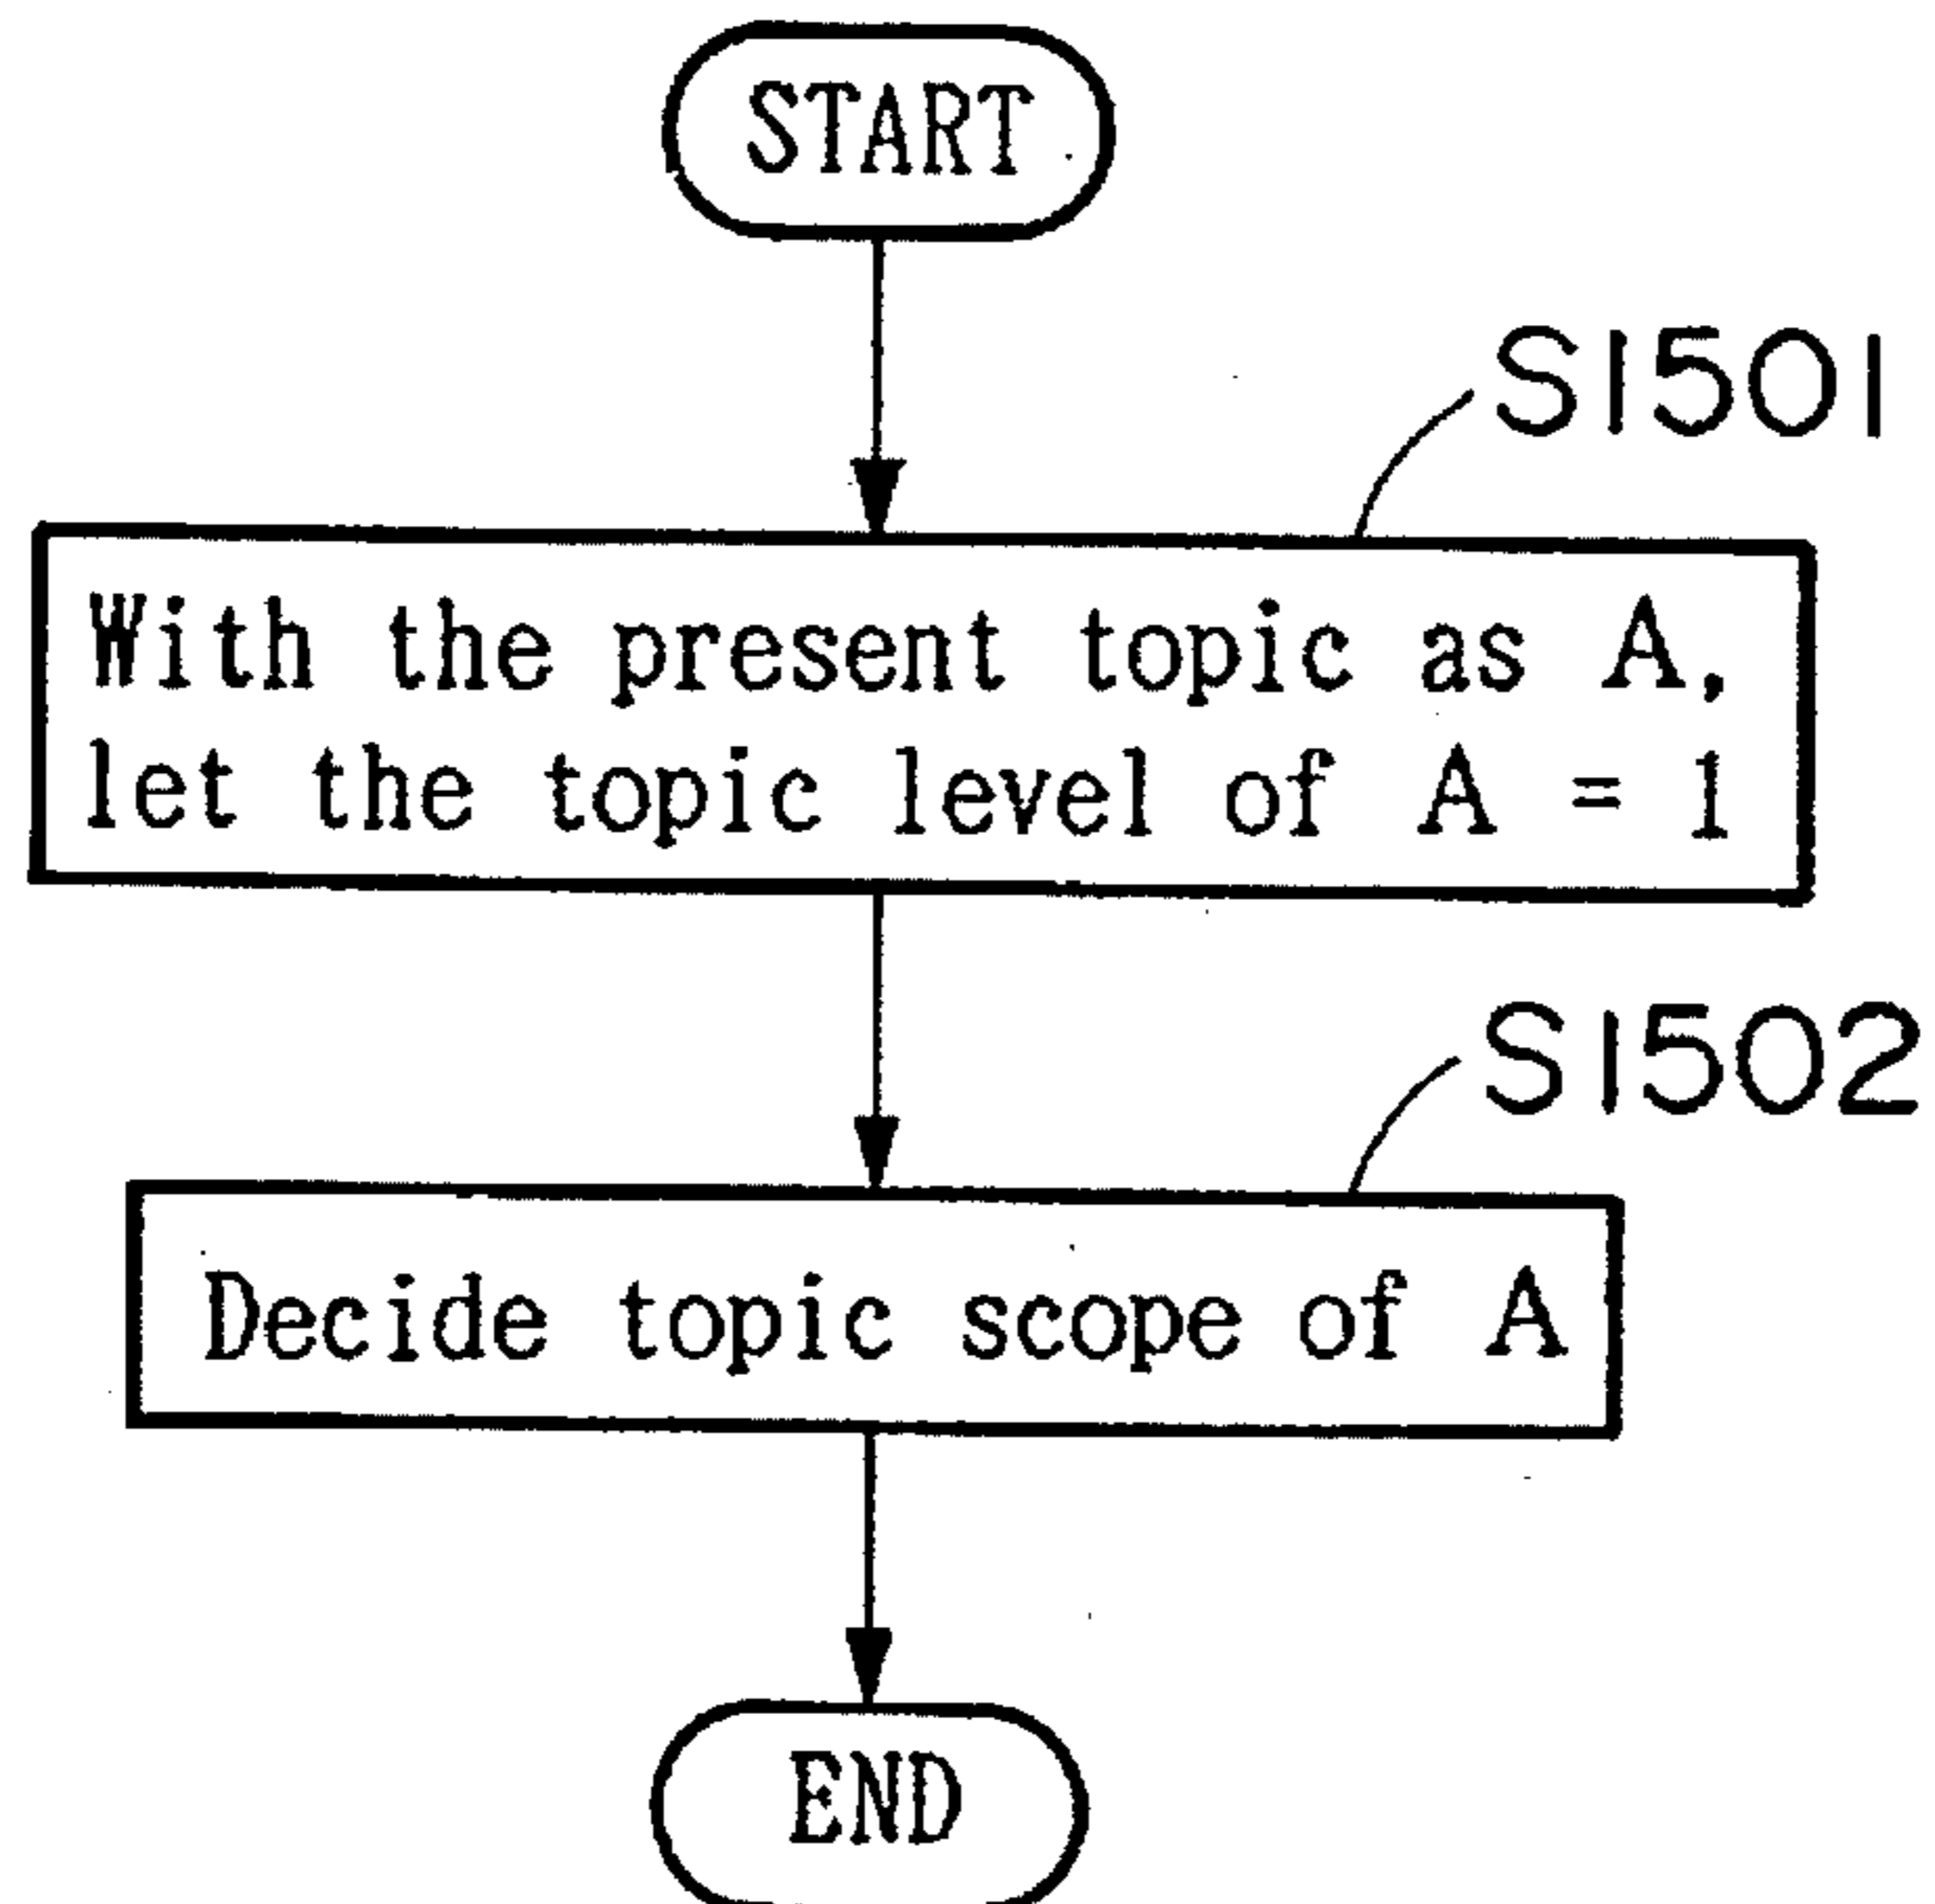 START
S1501
With the present topic as A,
let the topic level of A = 1
S1502
Decide topic scope of A
END